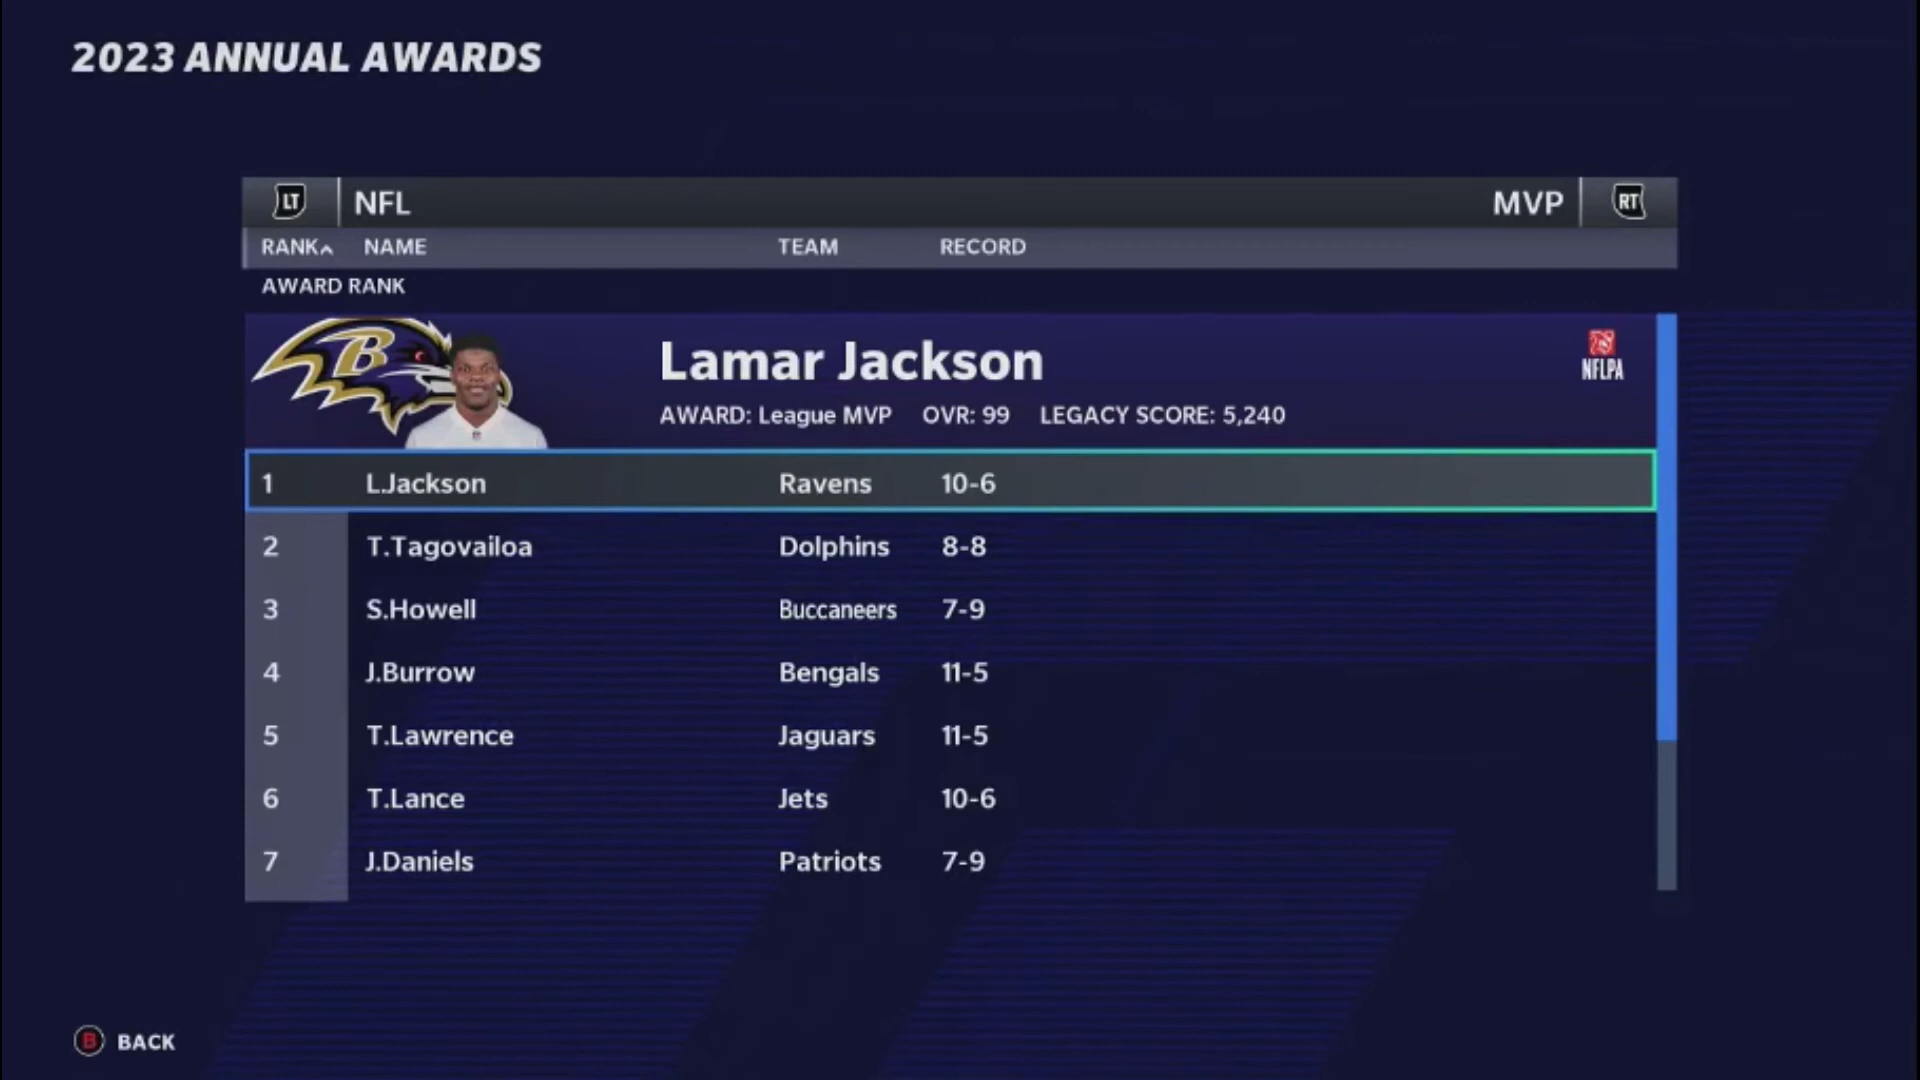 2023 ANNUAL AWARDS
LT NFL MVP RT
RANK NAME TEAM RECORD
AWARD RANK
B
Lamar Jackson
NFLPA
AWARD: League MVP OVR: 99 LEGACY SCORE: 5,240
1 L.Jackson Ravens 10-6
2 T.Tagovailoa Dolphins 8-8
3 S.Howell Buccaneers 7-9
4 J.Burrow Bengals 11-5
5 T.Lawrence Jaguars 11-5
6 T.Lance Jets 10-6
7 J.Daniels Patriots 7-9
B BACK